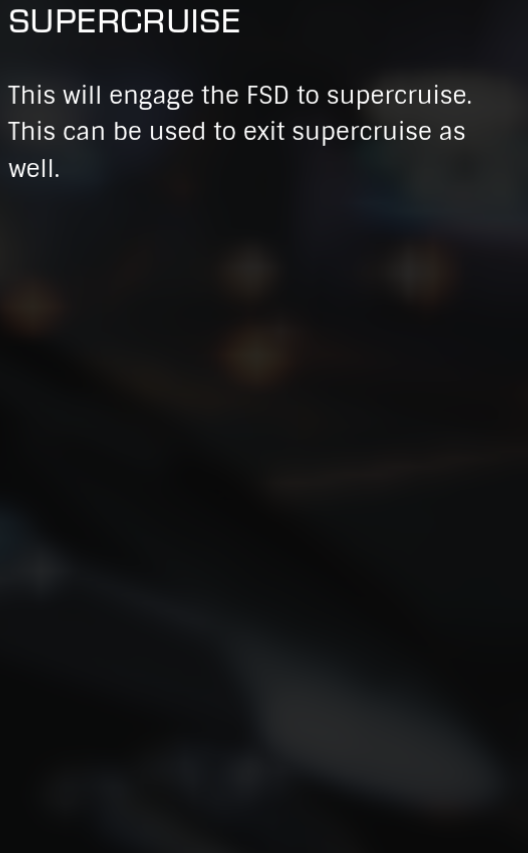 SUPERCRUISE
This will engage the FSD to supercruise.
This can be used to exit supercruise as
well.